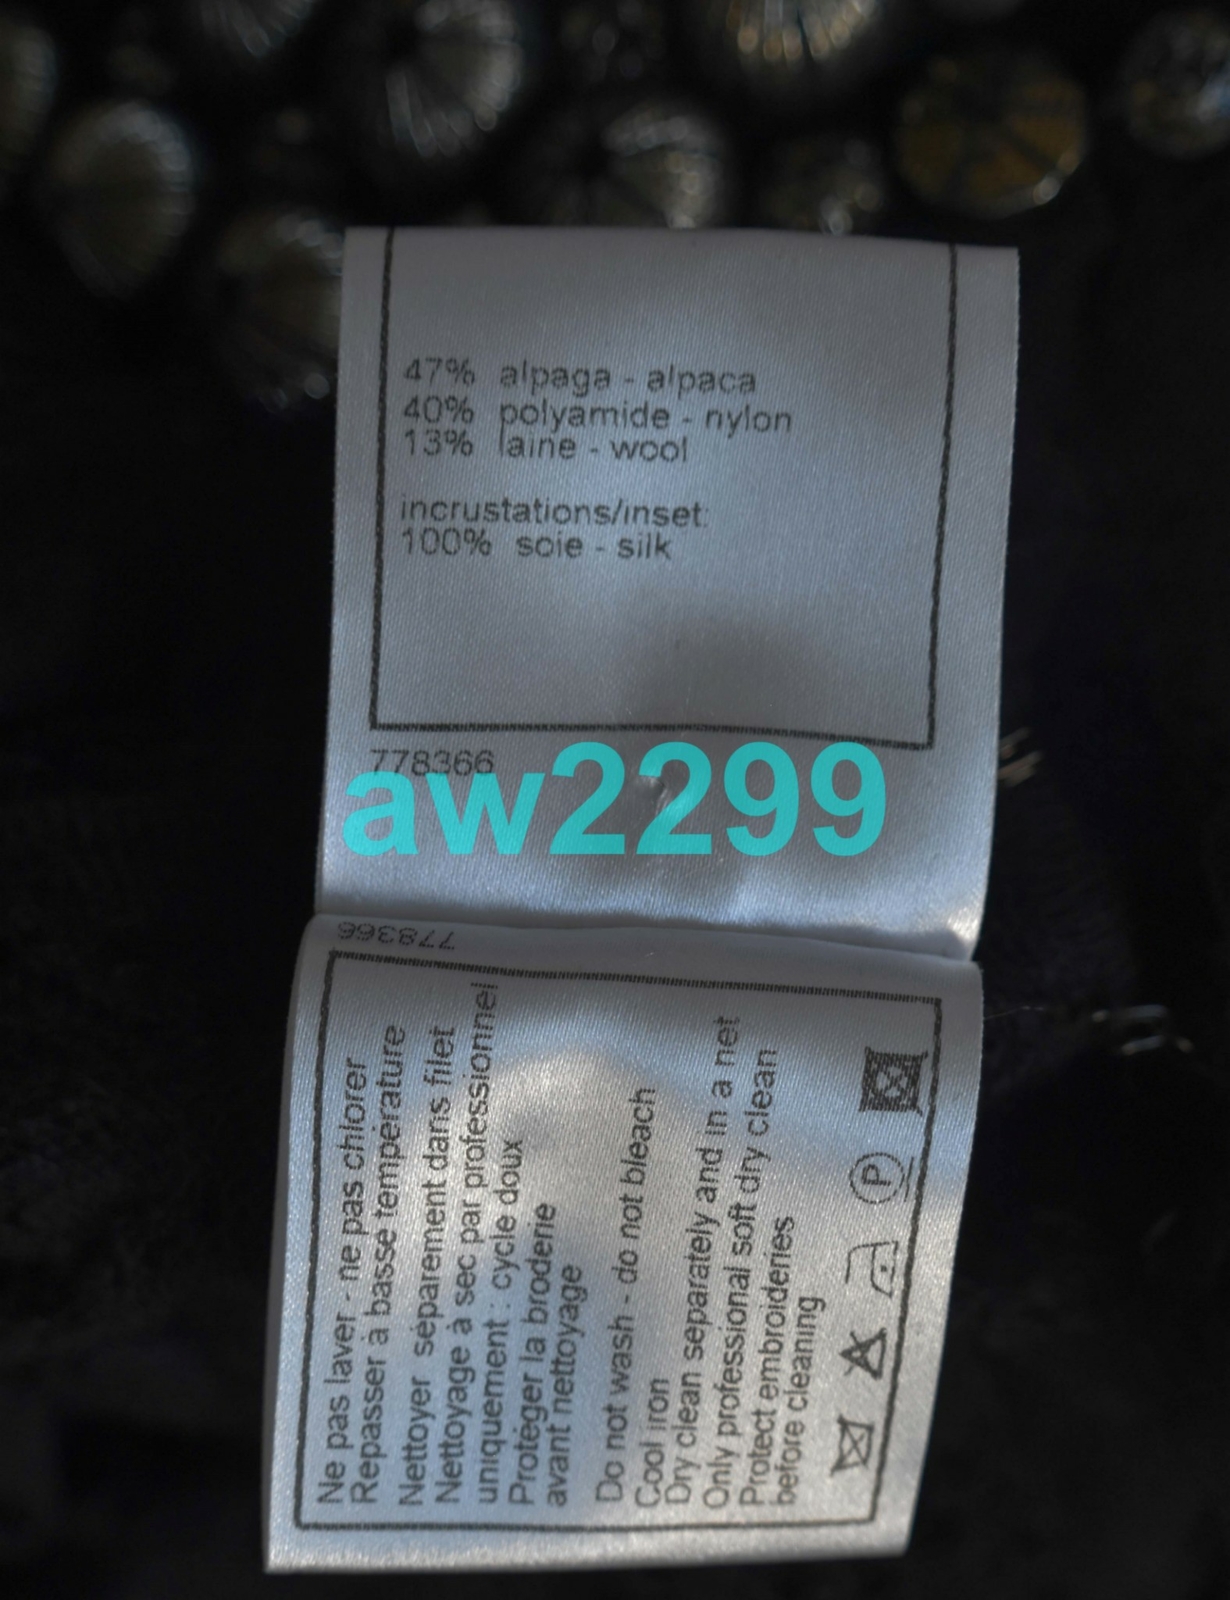 47% alpaga - alpaca
40% polyamide - nylon
13% laine - wool
incrustations/inset:
100% soie - silk
778366
aw2299
778366
Ne pas laver - ne pas chlorer
Repasser à basse température
Nettoyer séparement dans filet
Nettoyage à sec par professionnel
uniquement : cycle doux
Protéger la broderie
avant nettoyage
Do not wash - do not bleach
Cool iron
Dry clean separately and in a net
Only professional soft dry clean
Protect embroideries
before cleaning
P